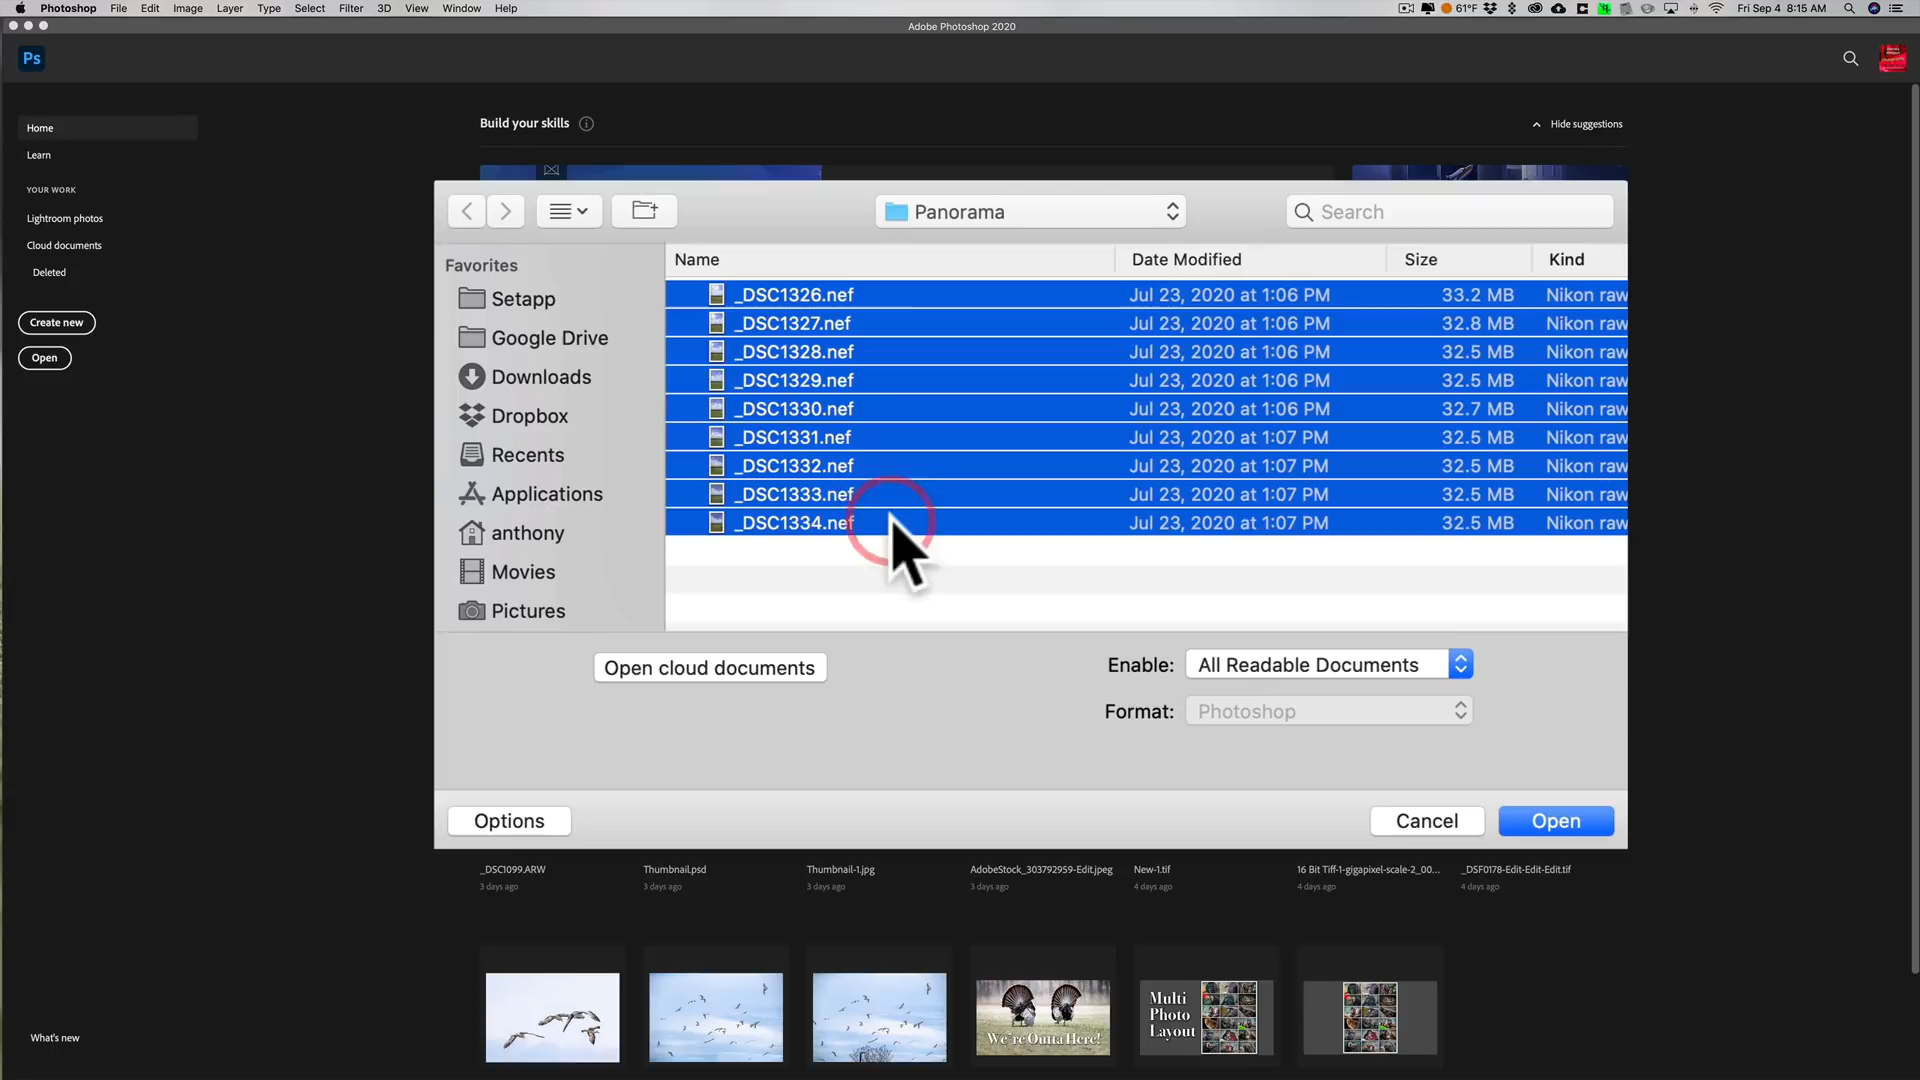 Photoshop File Edit Image Layer Type Select Filter 3D View Window Help 61°F Fri Sep 4 8:15 AM
Adobe Photoshop 2020
Ps
Home
Learn
YOUR WORK
Lightroom photos
Cloud documents
Deleted
Create new
Open
What's new
Build your skills
Hide suggestions
Panorama
Search
Favorites
Setapp
Google Drive
Downloads
Dropbox
Recents
Applications
anthony
Movies
Pictures
Name Date Modified Size Kind
_DSC1326.nef Jul 23, 2020 at 1:06 PM 33.2 MB Nikon raw
_DSC1327.nef Jul 23, 2020 at 1:06 PM 32.8 MB Nikon raw
_DSC1328.nef Jul 23, 2020 at 1:06 PM 32.5 MB Nikon raw
_DSC1329.nef Jul 23, 2020 at 1:06 PM 32.5 MB Nikon raw
_DSC1330.nef Jul 23, 2020 at 1:06 PM 32.7 MB Nikon raw
_DSC1331.nef Jul 23, 2020 at 1:07 PM 32.5 MB Nikon raw
_DSC1332.nef Jul 23, 2020 at 1:07 PM 32.5 MB Nikon raw
_DSC1333.nef Jul 23, 2020 at 1:07 PM 32.5 MB Nikon raw
_DSC1334.nef Jul 23, 2020 at 1:07 PM 32.5 MB Nikon raw
Open cloud documents
Enable: All Readable Documents
Format: Photoshop
Options
Cancel
Open
_DSC1099.ARW Thumbnail.psd Thumbnail-1.jpg AdobeStock_303792959-Edit.jpeg New-1.tif 16 Bit Tiff-1-gigapixel-scale-2_00... _DSF0178-Edit-Edit-Edit.tif
3 days ago 3 days ago 3 days ago 3 days ago 4 days ago 4 days ago 4 days ago
We're Outta Here!
Multi
Photo
Layout